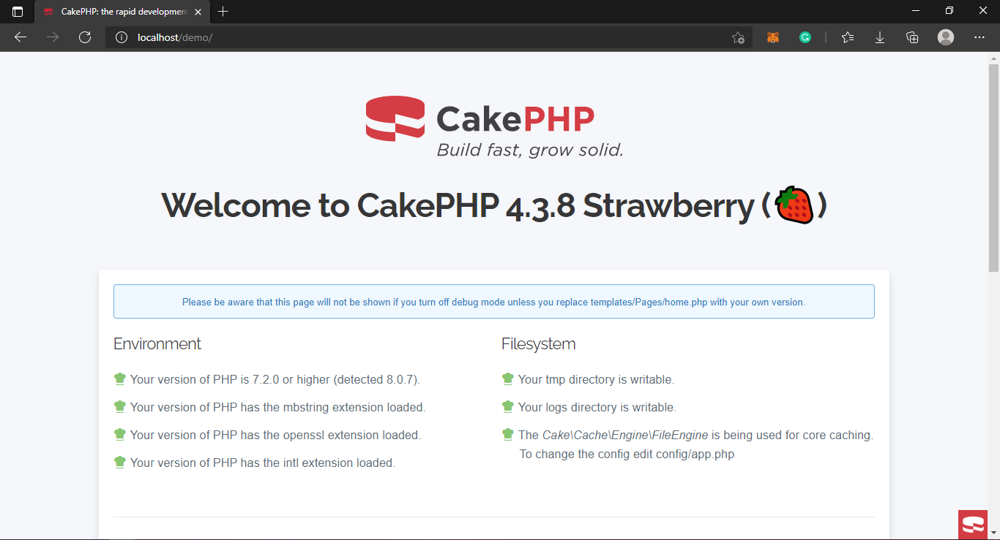 CakePHP: the rapid developmen
localhost/demo/
CakePHP
Build fast, grow solid.
Welcome to CakePHP 4.3.8 Strawberry (🍓)
Please be aware that this page will not be shown if you turn off debug mode unless you replace templates/Pages/home.php with your own version.
Environment
Your version of PHP is 7.2.0 or higher (detected 8.0.7).
Your version of PHP has the mbstring extension loaded.
Your version of PHP has the openssl extension loaded.
Your version of PHP has the intl extension loaded.
Filesystem
Your tmp directory is writable.
Your logs directory is writable.
The Cake\Cache\Engine\FileEngine is being used for core caching.
To change the config edit config/app.php